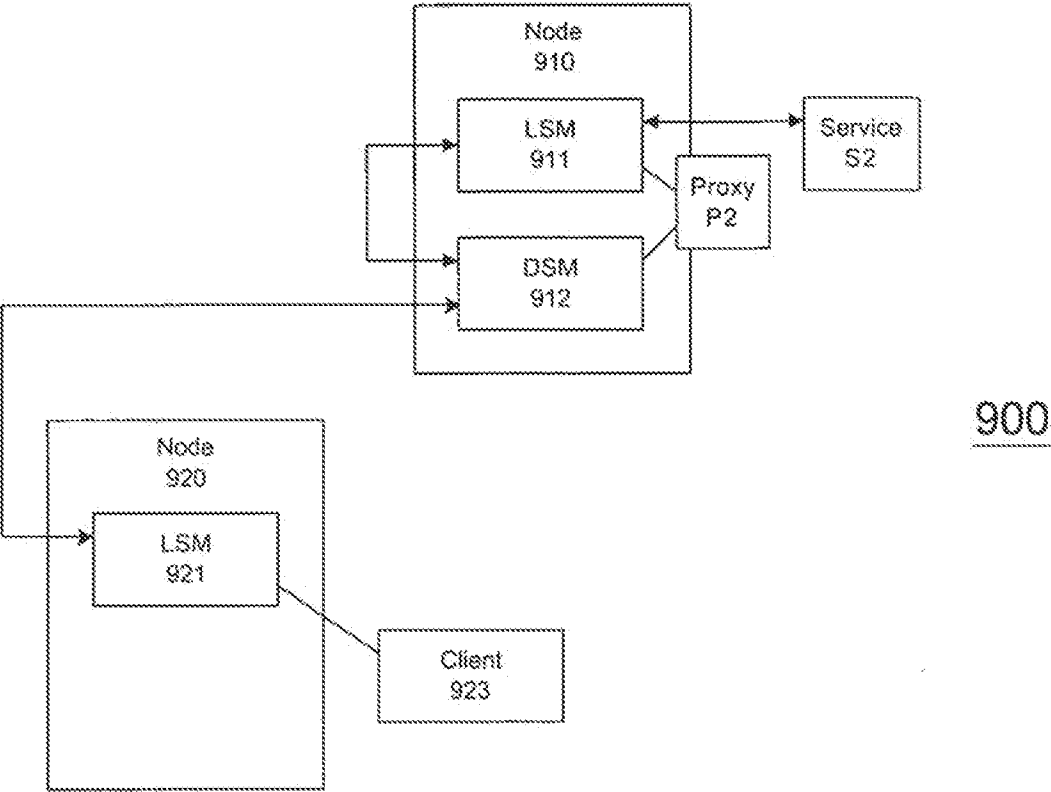 Node
910
LSM
911
Service
S2
Proxy
P2
DSM
912
900
Node
920
LSM
921
Client
923